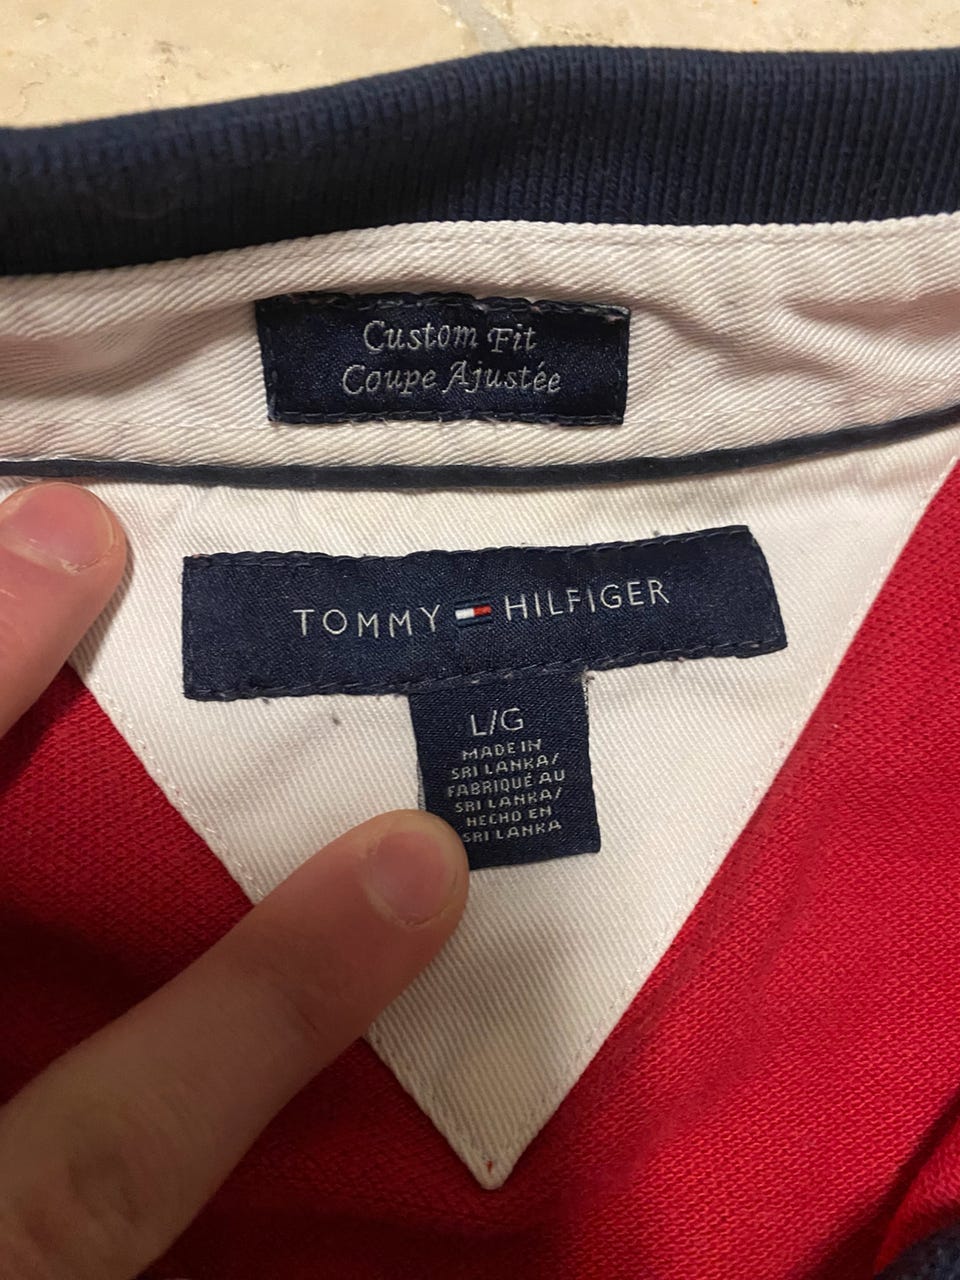 Custom Fit
Coupe Ajustée
TOMMY HILFIGER
L/G
MADE IN
SRI LANKA/
FABRIQUÉ AU
SRI LANKA/
HECHO EN
SRI LANKA